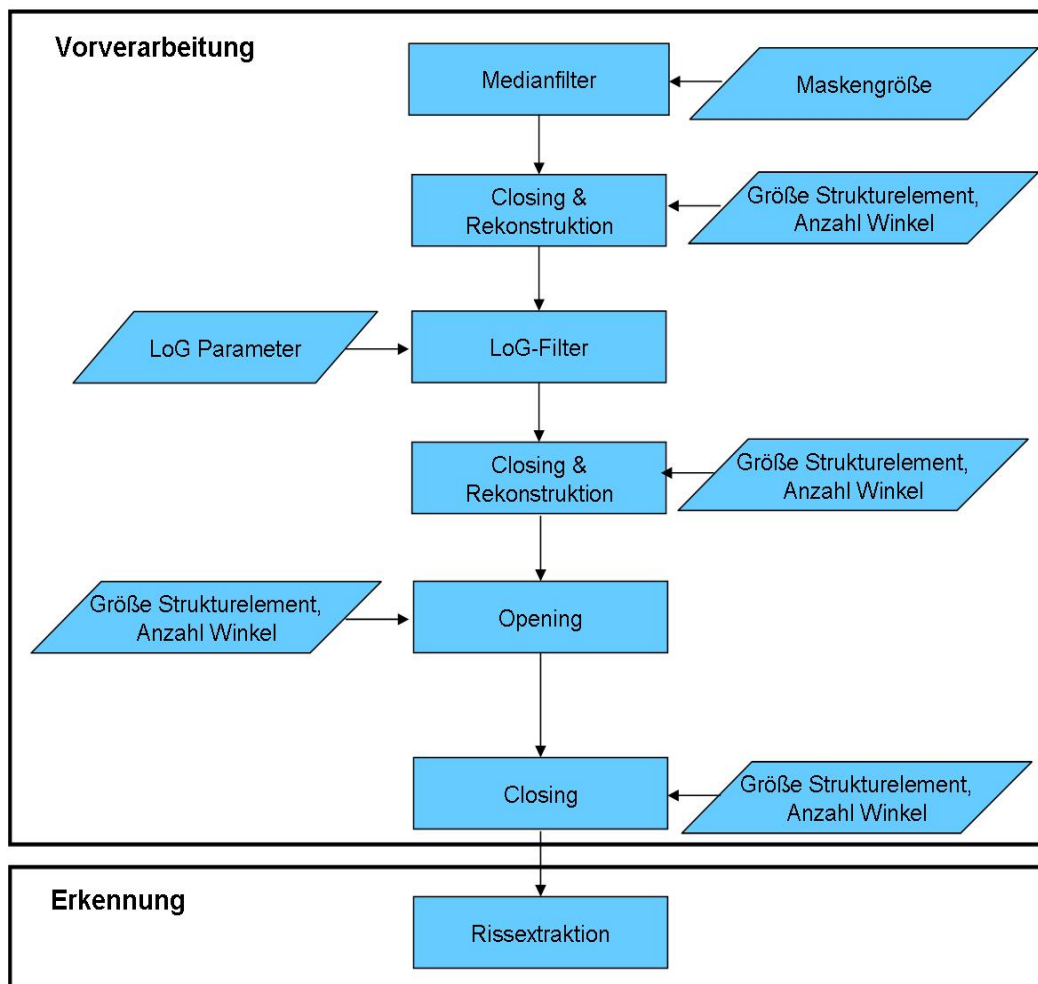 Vorverarbeitung
Medianfilter
Maskengröße
Closing &
Rekonstruktion
Größe Strukturelement,
Anzahl Winkel
LoG Parameter
LoG-Filter
Closing &
Rekonstruktion
Größe Strukturelement,
Anzahl Winkel
Größe Strukturelement,
Anzahl Winkel
Opening
Closing
Größe Strukturelement,
Anzahl Winkel
Erkennung
Rissextraktion